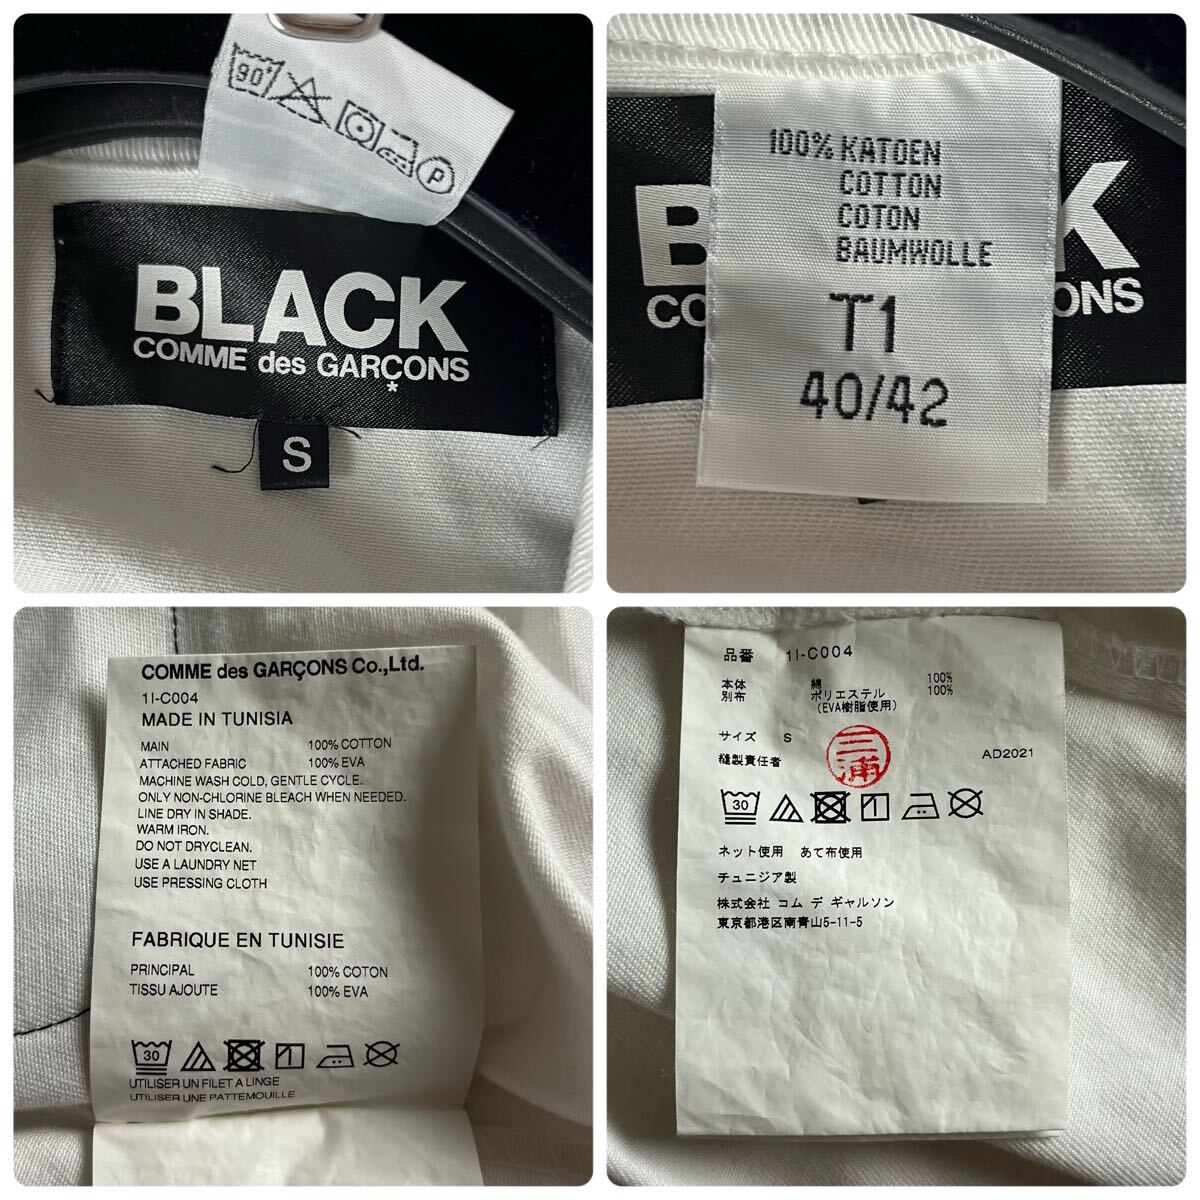 90°
P
BLACK
COMME des GARÇONS
*
S
100% KATOEN
COTTON
COTON
BAUMWOLLE
T1
40/42
B K
CO ONS
COMME des GARÇONS Co.,Ltd.
1I-C004
MADE IN TUNISIA
MAIN 100% COTTON
ATTACHED FABRIC 100% EVA
MACHINE WASH COLD, GENTLE CYCLE.
ONLY NON-CHLORINE BLEACH WHEN NEEDED.
LINE DRY IN SHADE.
WARM IRON.
DO NOT DRYCLEAN.
USE A LAUNDRY NET
USE PRESSING CLOTH
FABRIQUE EN TUNISIE
PRINCIPAL 100% COTON
TISSU AJOUTE 100% EVA
30
UTILISER UN FILET A LINGE
UTILISER UNE PATTEMOUILLE
品番 1I-C004
本体 綿 100%
別布 ポリエステル 100%
(EVA樹脂使用)
サイズ S
縫製責任者 三浦
AD2021
30
ネット使用 あて布使用
チュニジア製
株式会社 コム デ ギャルソン
東京都港区南青山5-11-5